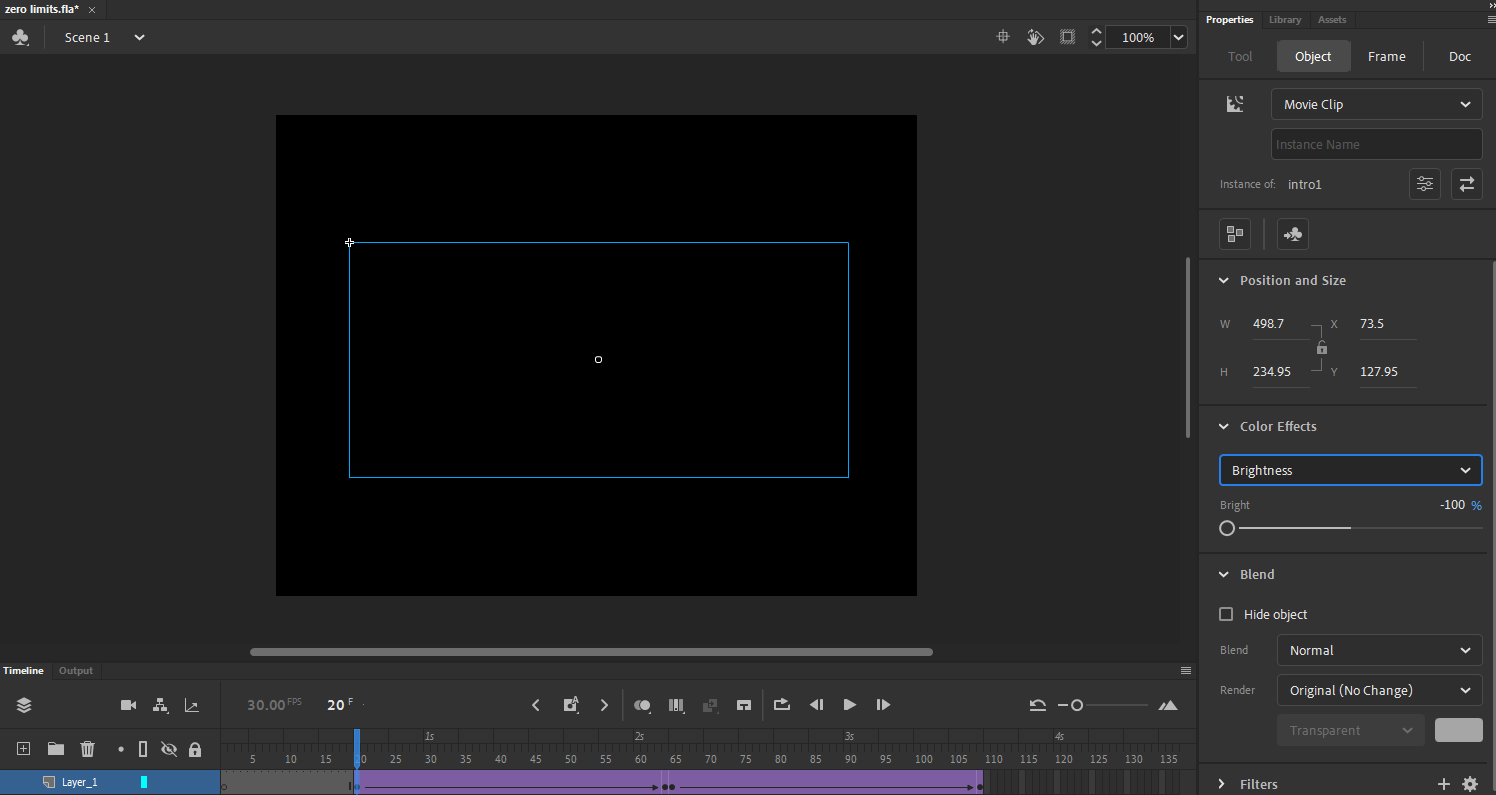 zero limits.fla* ×
Scene 1
100%
Properties Library Assets
Tool Object Frame Doc
Movie Clip
Instance Name
Instance of: intro1
Position and Size
W 498.7 X 73.5
H 234.95 Y 127.95
Color Effects
Brightness
Bright -100 %
Blend
Hide object
Blend Normal
Render Original (No Change)
Transparent
Filters
Timeline Output
30.00 FPS 20 F
1s 2s 3s 4s
5 10 15 20 25 30 35 40 45 50 55 60 65 70 75 80 85 90 95 100 105 110 115 120 125 130 135
Layer_1